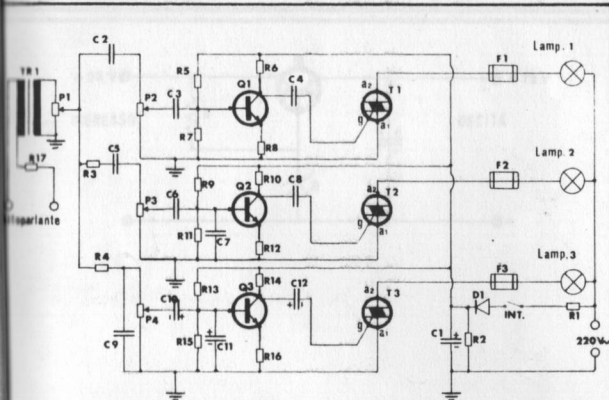 Lamp. 1
C2
F1
TR1
R5
R6
P1
P2
C3
Q1
C4
a2
T1
R7
g
a1
R8
R17
C5
R3
Lamp. 2
R9
R10
F2
P3
C6
Q2
C8
a2
T2
R11
C7
g
a1
R12
R4
Lamp. 3
R13
R14
F3
P4
C10
Q3
C12
a2
T3
D1
INT.
R1
C9
R15
C11
g
a1
R16
C1
R2
220V~